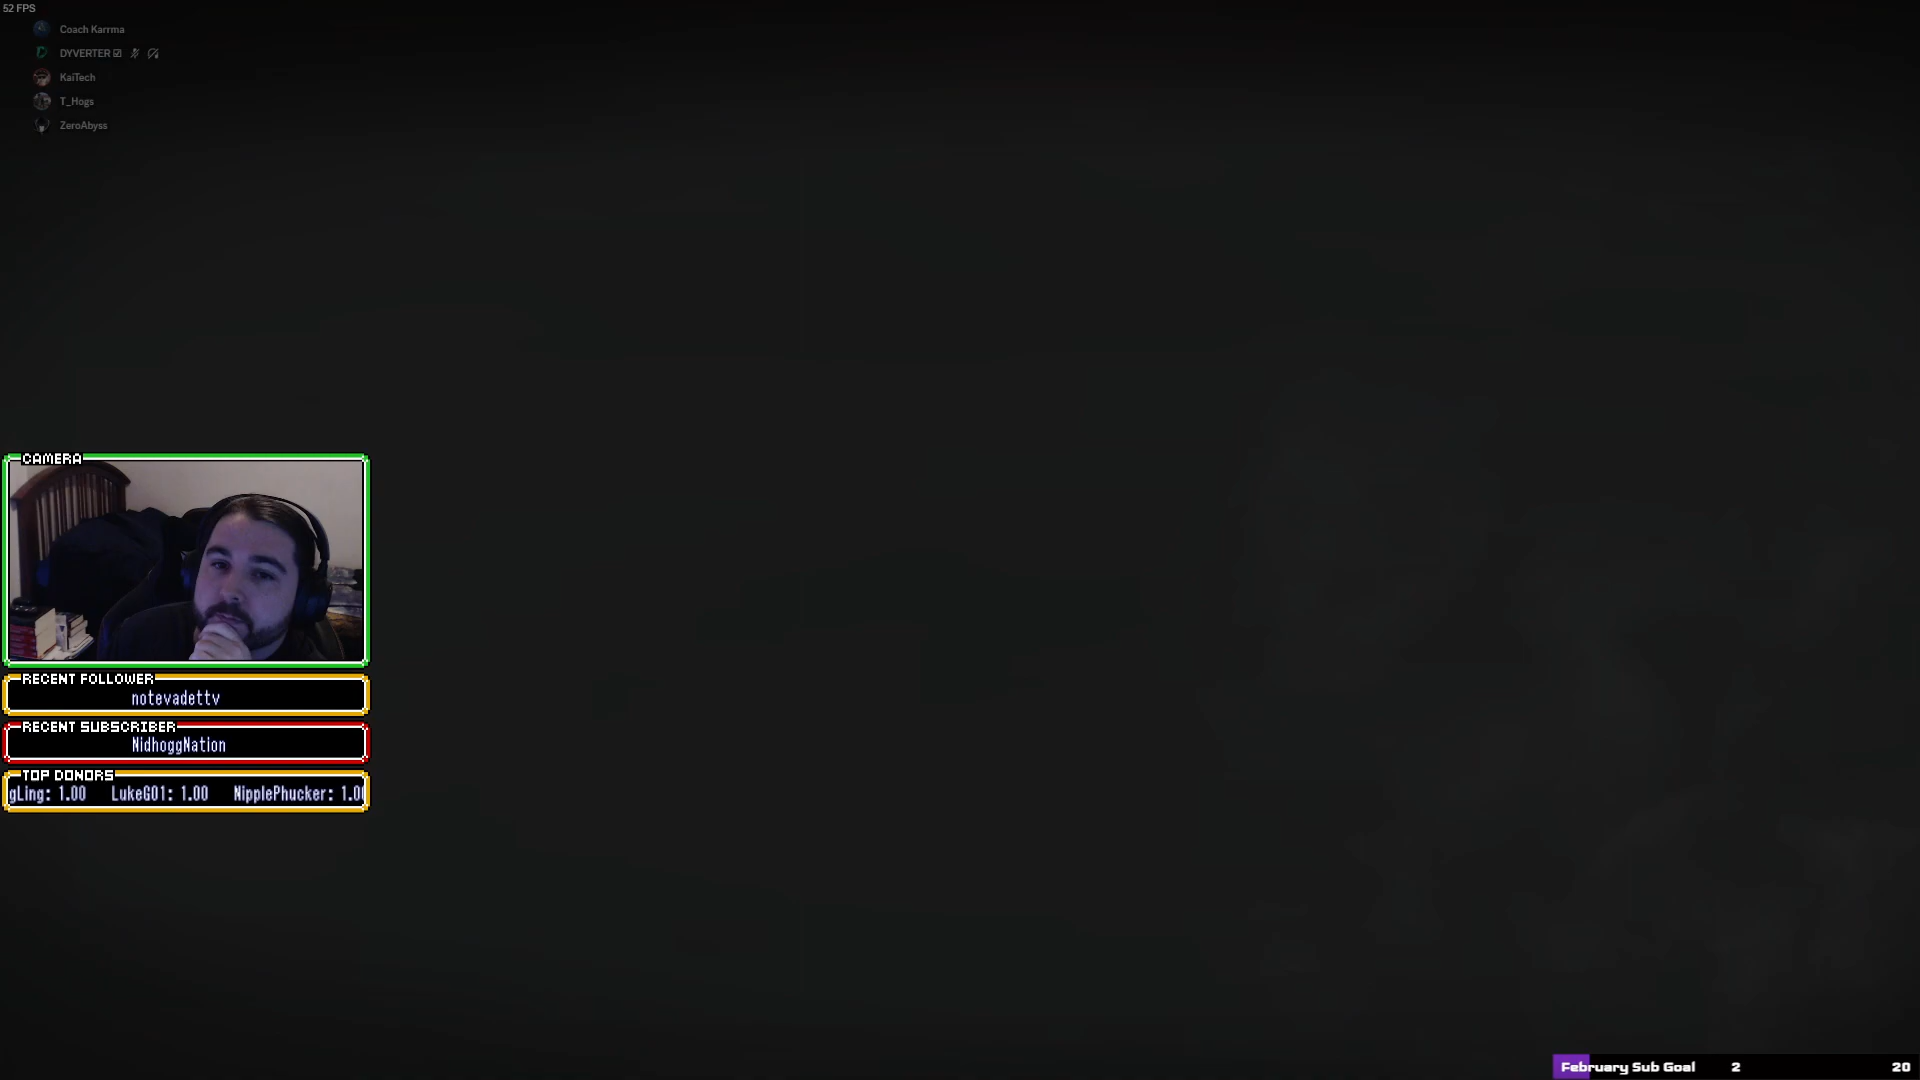 52 FPS
Coach Karrma
DYVERTER
KaiTech
T_Hogs
ZeroAbyss
CAMERA
RECENT FOLLOWER
notevadettv
RECENT SUBSCRIBER
NidhoggNation
TOP DONORS
gLing: 1.00 LukeG01: 1.00 NipplePhucker: 1.00
February Sub Goal 2 20